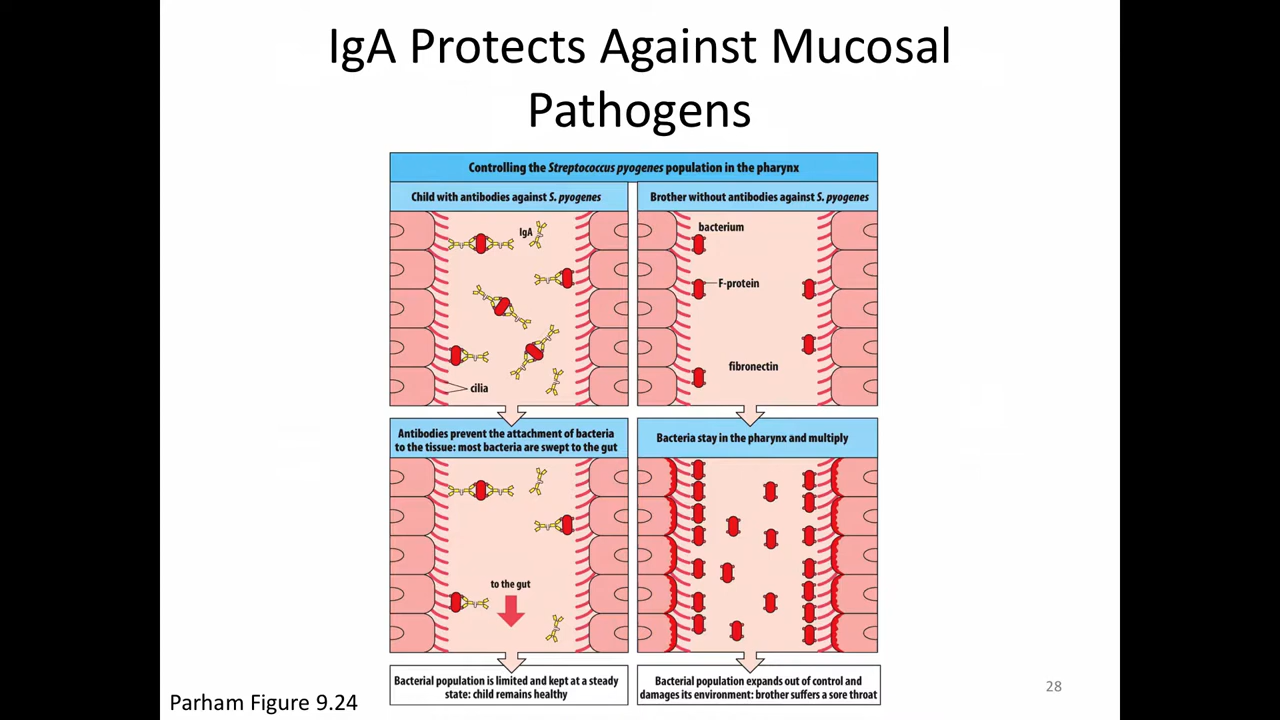 IgA Protects Against Mucosal
Pathogens
Controlling the Streptococcus pyogenes population in the pharynx
Child with antibodies against S. pyogenes
IgA
cilia
Brother without antibodies against S. pyogenes
bacterium
F-protein
fibronectin
Antibodies prevent the attachment of bacteria
to the tissue: most bacteria are swept to the gut
to the gut
Bacteria stay in the pharynx and multiply
Bacterial population is limited and kept at a steady
state: child remains healthy
Bacterial population expands out of control and
damages its environment: brother suffers a sore throat
Parham Figure 9.24
28